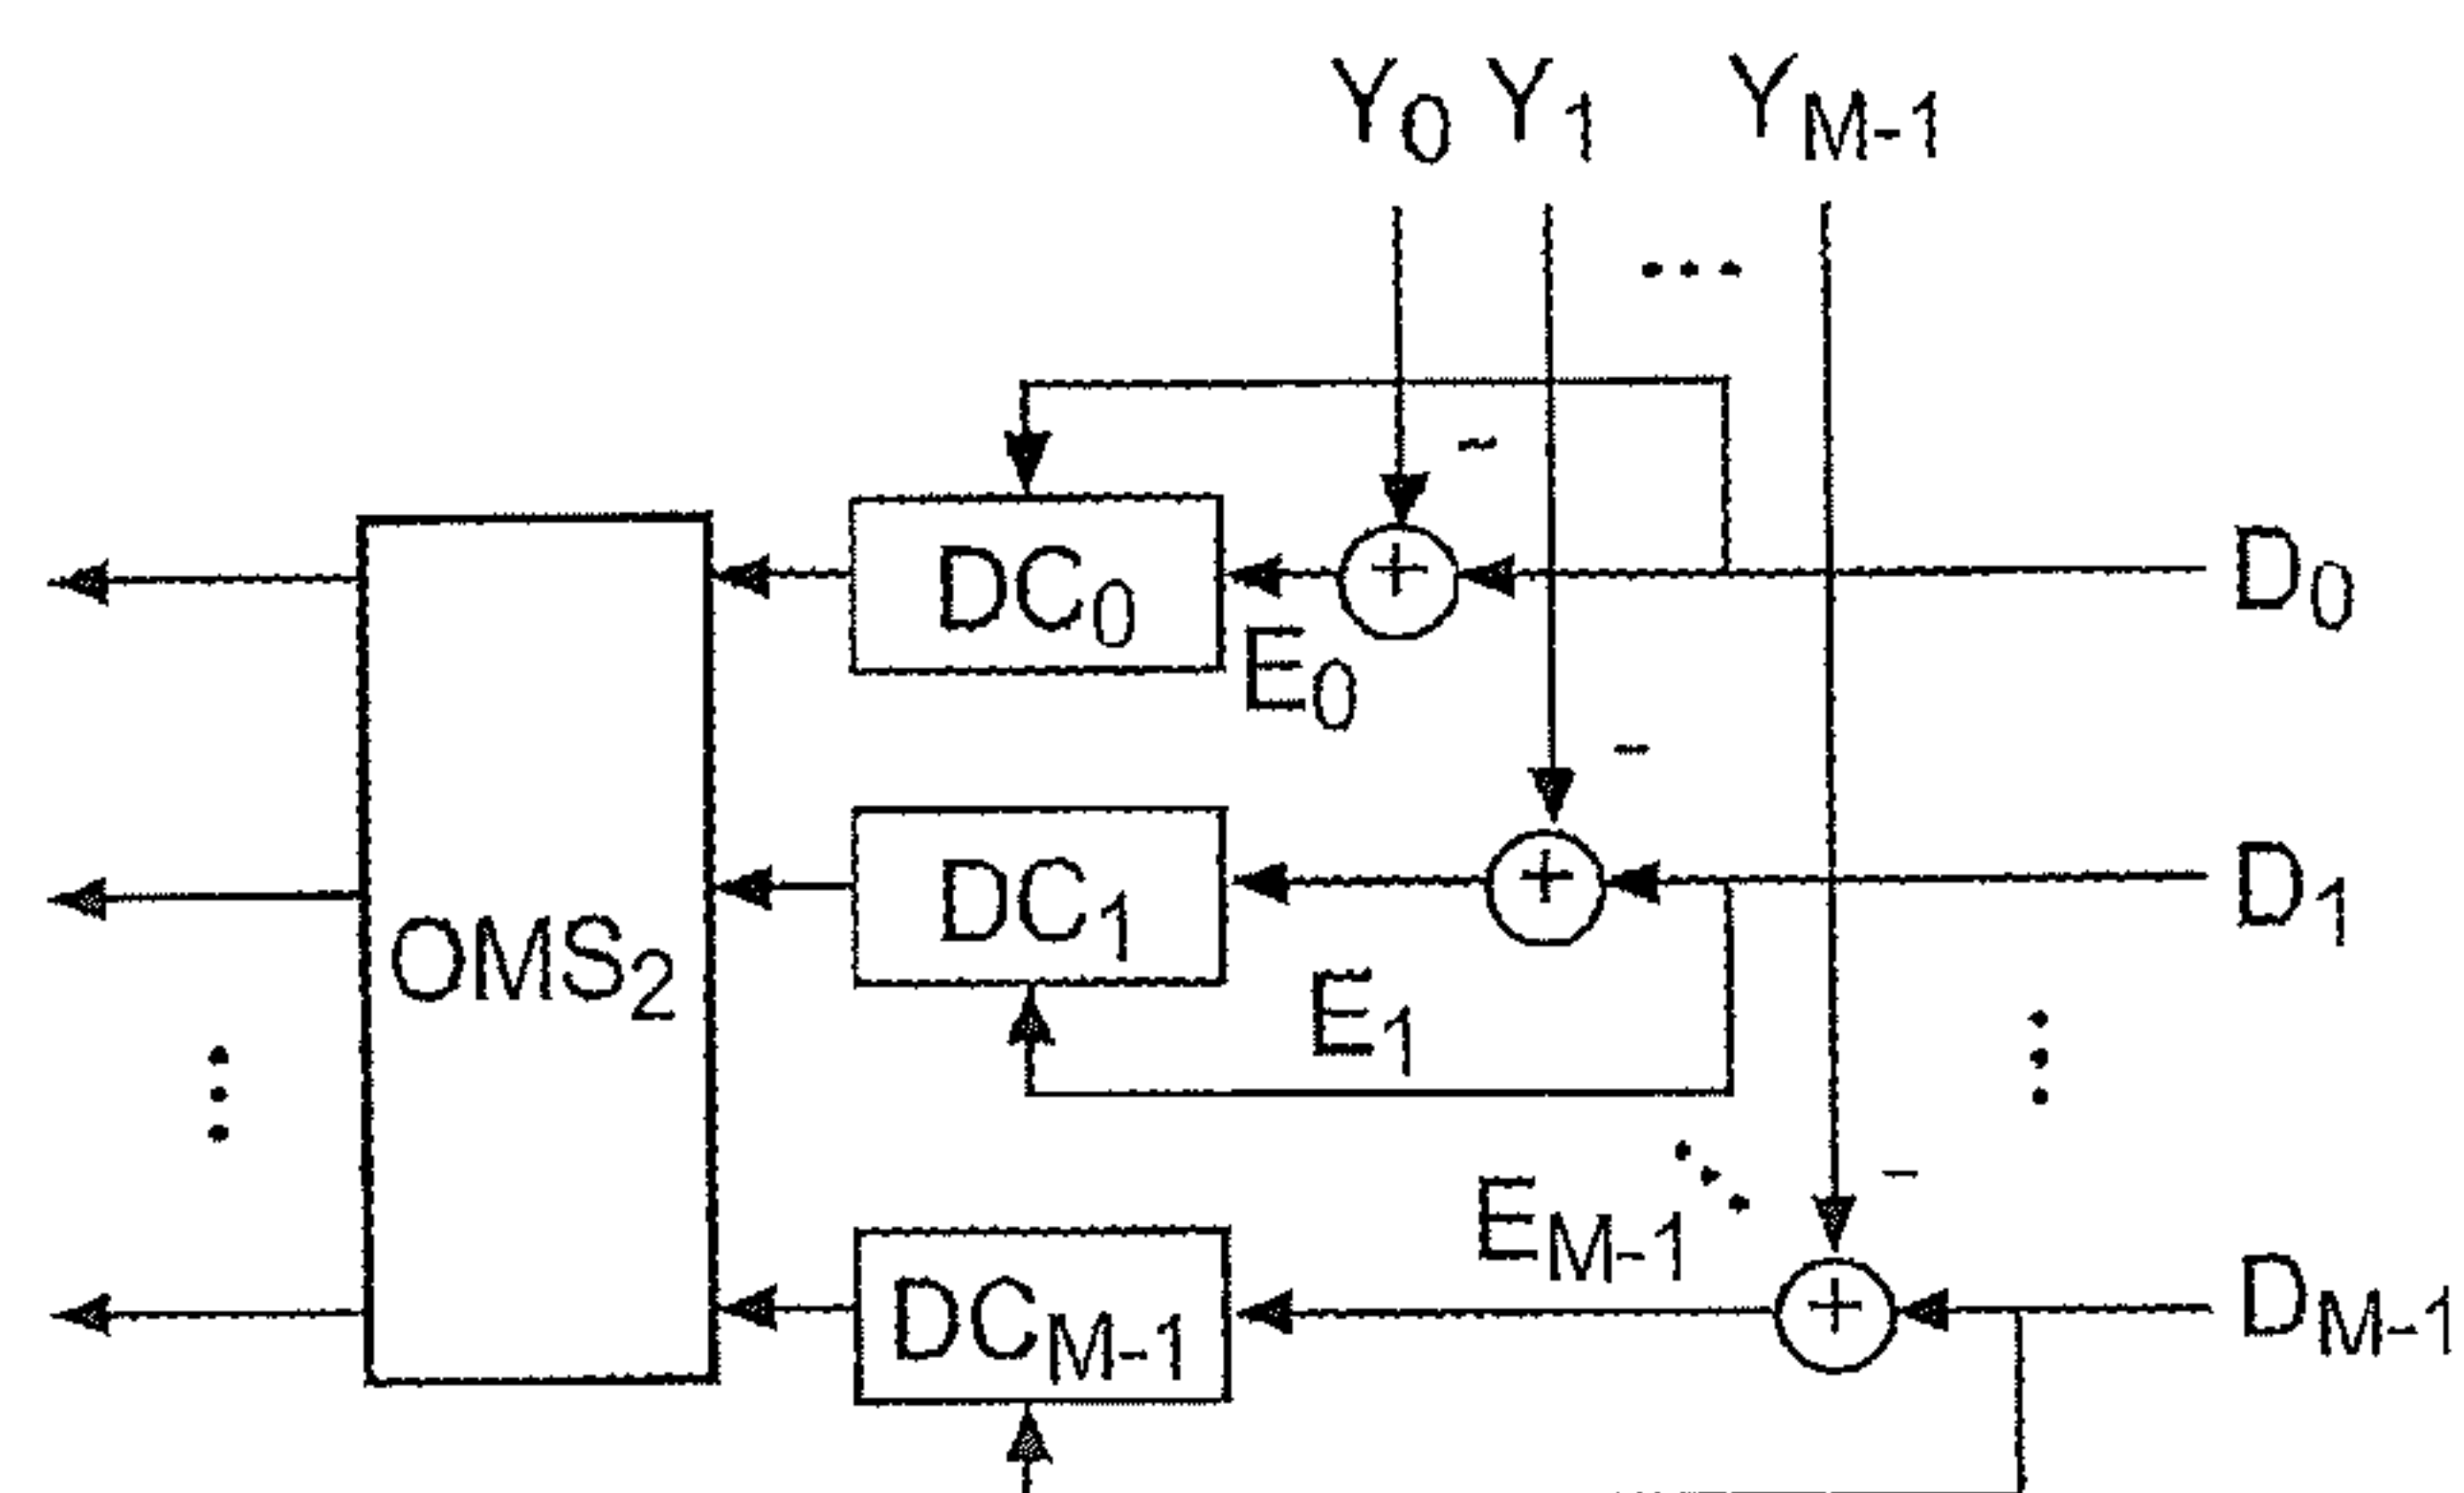 Y0 Y1 YM-1
...
-
DC0 + D0
E0
-
DC1 + D1
OMS2
E1
EM-1 -
DCM-1 + DM-1